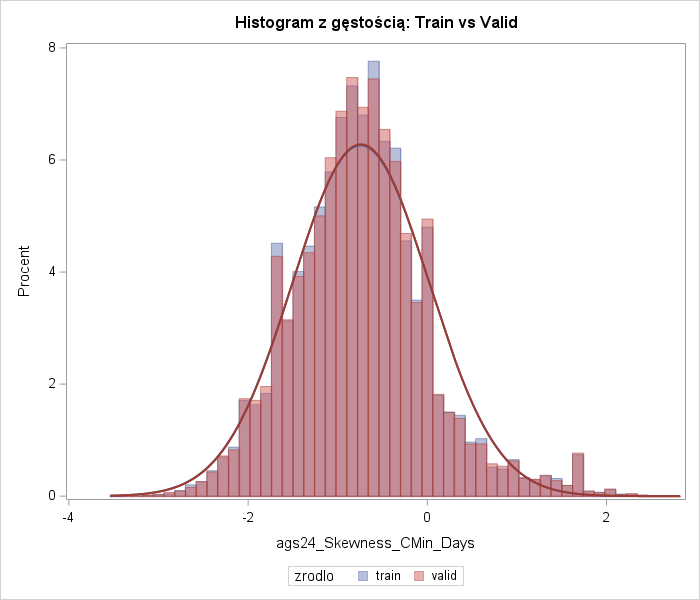 Histogram z gęstością: Train vs Valid
8
6
4
2
0
Procent
-4 -2 0 2
ags24_Skewness_CMin_Days
zrodlo train valid